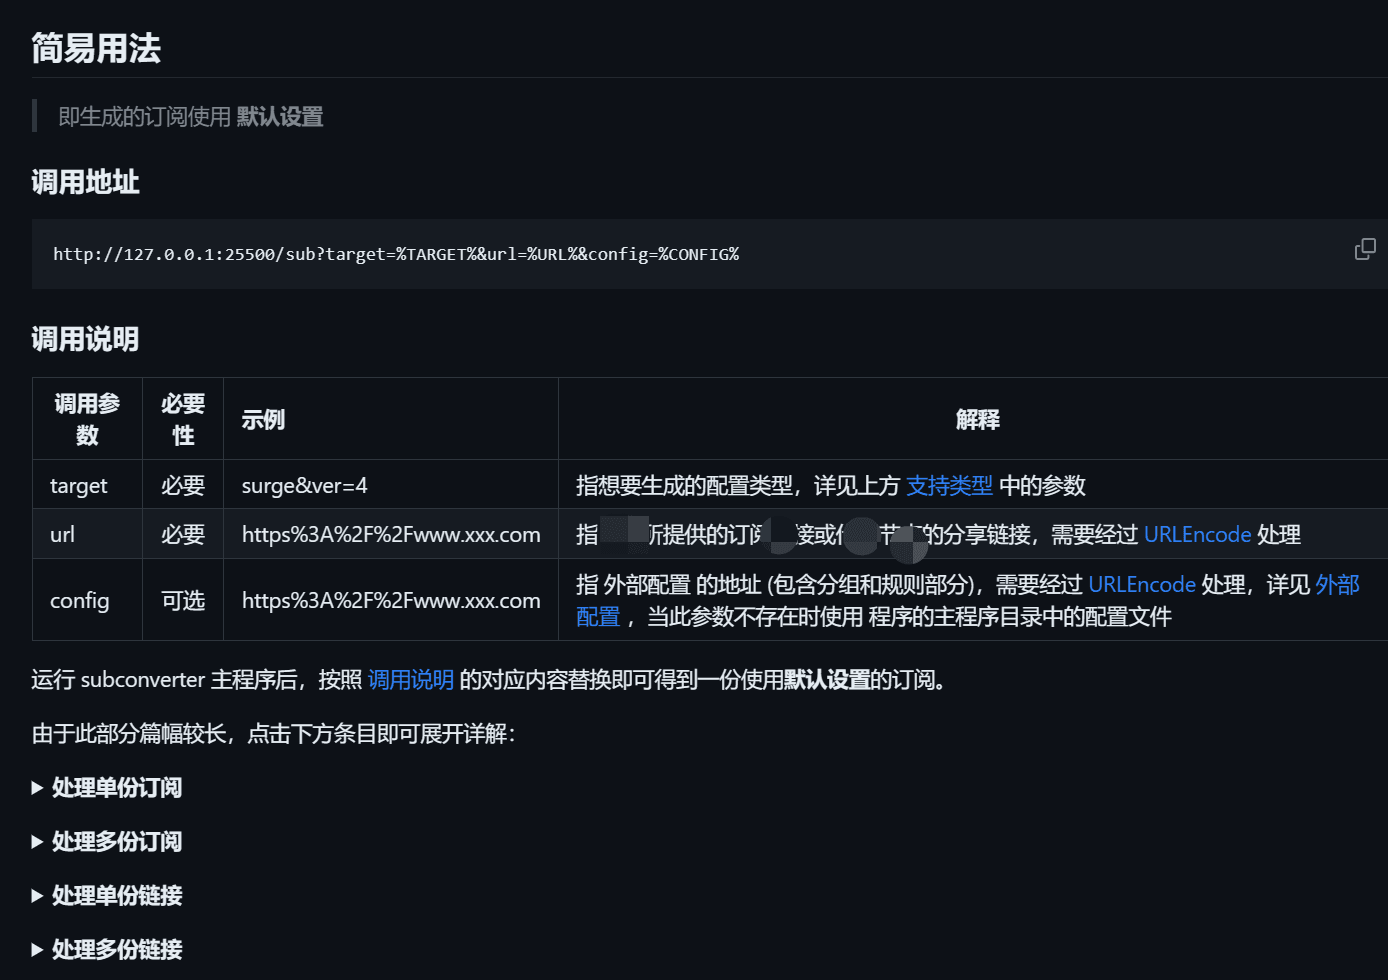 简易用法
即生成的订阅使用 默认设置
调用地址
http://127.0.0.1:25500/sub?target=%TARGET%&url=%URL%&config=%CONFIG%
调用说明
调用参数 必要性 示例 解释
target 必要 surge&ver=4 指想要生成的配置类型，详见上方 支持类型 中的参数
url 必要 https%3A%2F%2Fwww.xxx.com 指 所提供的订阅 接或 节 的分享链接，需要经过 URLEncode 处理
config 可选 https%3A%2F%2Fwww.xxx.com 指 外部配置 的地址 (包含分组和规则部分)，需要经过 URLEncode 处理，详见 外部
配置 ，当此参数不存在时使用 程序的主程序目录中的配置文件
运行 subconverter 主程序后，按照 调用说明 的对应内容替换即可得到一份使用默认设置的订阅。
由于此部分篇幅较长，点击下方条目即可展开详解：
▶ 处理单份订阅
▶ 处理多份订阅
▶ 处理单份链接
▶ 处理多份链接